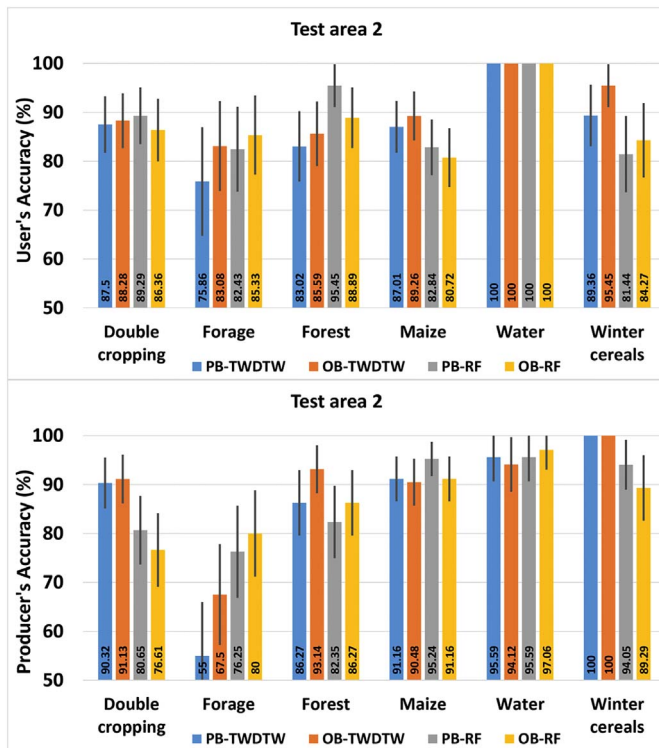 Test area 2
User's Accuracy (%)
100
90
80
70
60
50
87.5 88.28 89.29 86.36
75.86 83.08 82.43 85.33
83.02 85.59 95.45 88.89
87.01 89.26 82.84 80.72
100 100 100 100
89.36 95.45 81.44 84.27
Double Forage Forest Maize Water Winter
cropping cereals
PB-TWDTW OB-TWDTW PB-RF OB-RF
Test area 2
Producer's Accuracy (%)
100
90
80
70
60
50
90.32 91.13 80.65 76.61
55 67.5 76.25 80
86.27 93.14 82.35 86.27
91.16 90.48 95.24 91.16
95.59 94.12 95.59 97.06
100 100 94.05 89.29
Double Forage Forest Maize Water Winter
cropping cereals
PB-TWDTW OB-TWDTW PB-RF OB-RF